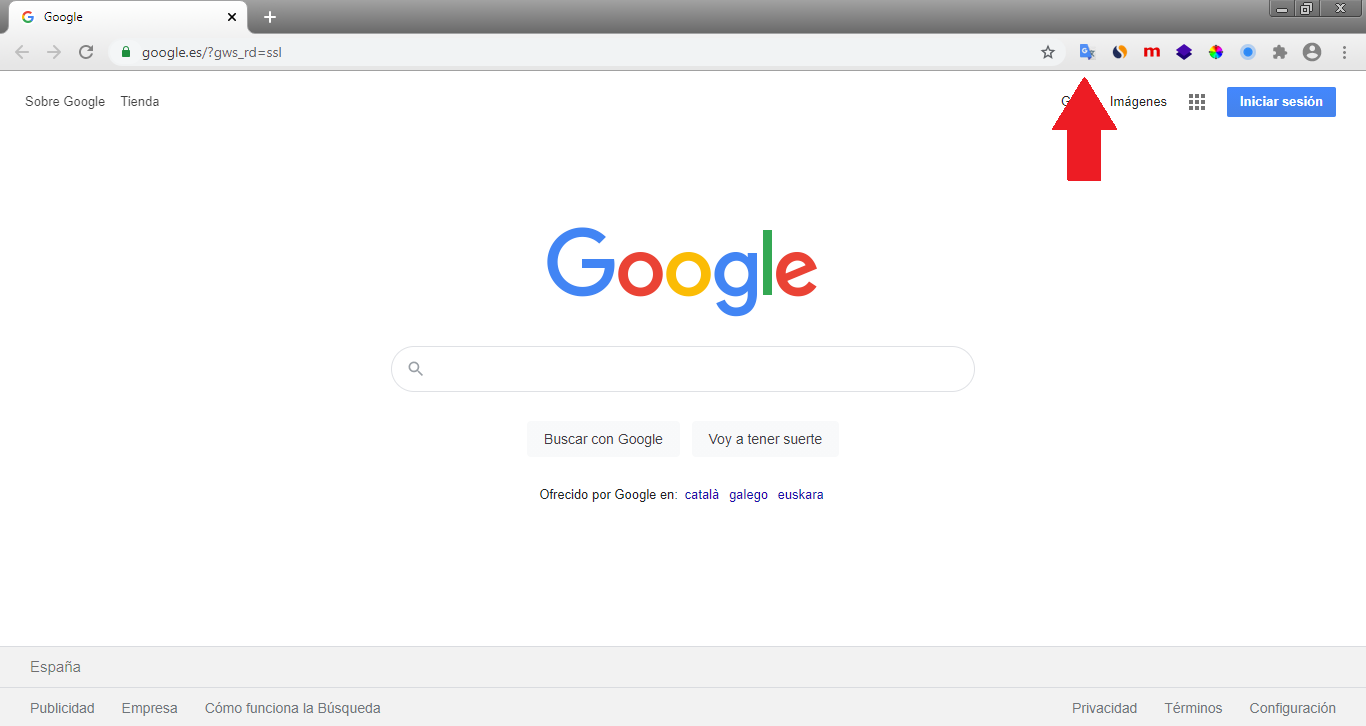 Google
google.es/?gws_rd=ssl
Sobre Google Tienda Imágenes Iniciar sesión
Google
Buscar con Google Voy a tener suerte
Ofrecido por Google en: català galego euskara
España
Publicidad Empresa Cómo funciona la Búsqueda Privacidad Términos Configuración